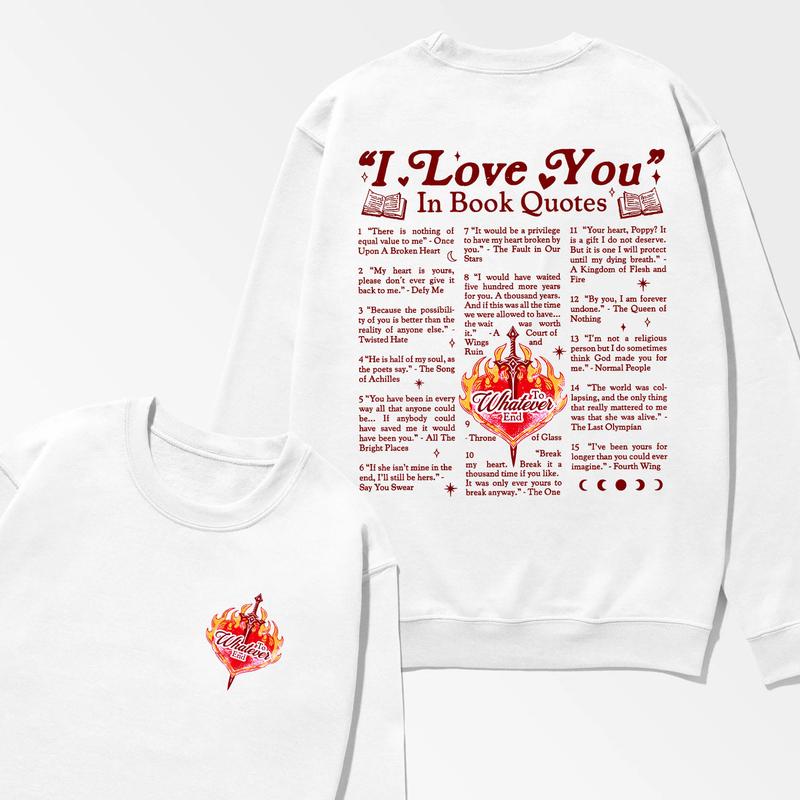 “I Love You”
In Book Quotes
1 “There is nothing of
equal value to me” - Once
Upon A Broken Heart
2 “My heart is yours,
please don't ever give it
back to me.” - Defy Me
3 “Because the possibili-
ty of you is better than the
reality of anyone else.” -
Twisted Hate
4 “He is half of my soul, as
the poets say.” - The Song
of Achilles
5 “You have been in every
way all that anyone could
be... If anybody could
have saved me it would
have been you.” - All The
Bright Places
6 “If she isn't mine in the
end, I'll still be hers.” -
Say You Swear
7 “It would be a privilege
to have my heart broken by
you.” - The Fault in Our
Stars
8 “I would have waited
five hundred more years
for you. A thousand years.
And if this was all the time
we were allowed to have...
the wait was worth
it.” - A Court of
Wings and
Ruin
To
Whatever
End
9
- Throne of Glass
10 “Break
my heart. Break it a
thousand time if you like.
It was only ever yours to
break anyway.” - The One
11 “Your heart, Poppy? It
is a gift I do not deserve.
But it is one I will protect
until my dying breath.” -
A Kingdom of Flesh and
Fire
12 “By you, I am forever
undone.” - The Queen of
Nothing
13 “I'm not a religious
person but I do sometimes
think God made you for
me.” - Normal People
14 “The world was col-
lapsing, and the only thing
that really mattered to me
was that she was alive.” -
The Last Olympian
15 “I've been yours for
longer than you could ever
imagine.” - Fourth Wing
To
Whatever
End